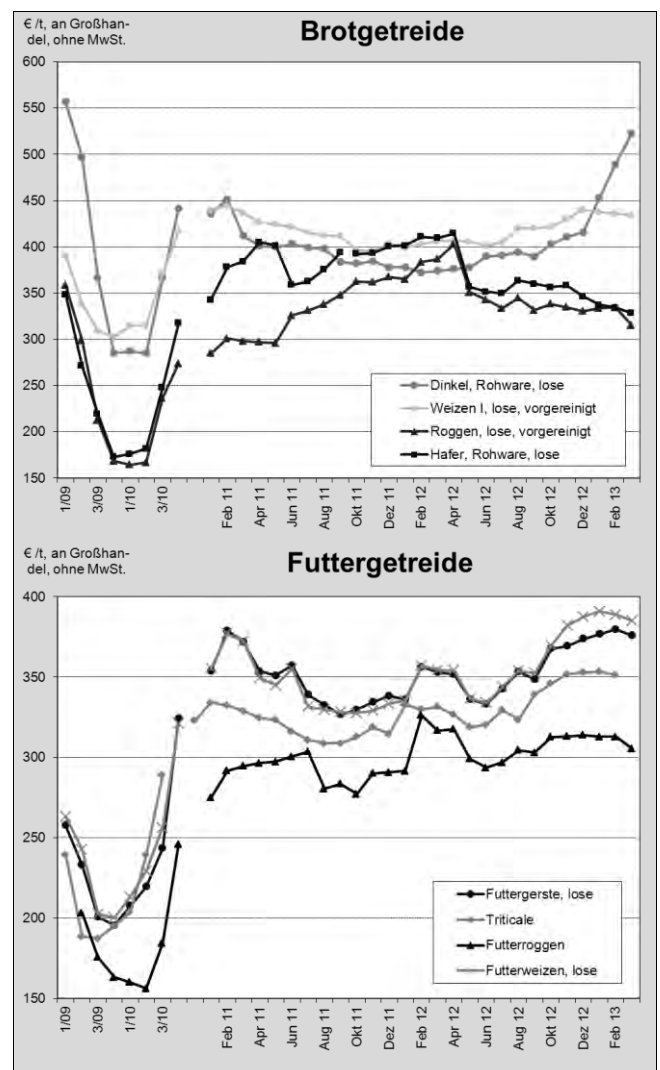 € /t, an Großhan-
del, ohne MwSt.
Brotgetreide
600
550
500
450
400
350
300
250
200
150
Dinkel, Rohware, lose
Weizen I, lose, vorgereinigt
Roggen, lose, vorgereinigt
Hafer, Rohware, lose
1/09
3/09
1/10
3/10
Feb 11
Apr 11
Jun 11
Aug 11
Okt 11
Dez 11
Feb 12
Apr 12
Jun 12
Aug 12
Okt 12
Dez 12
Feb 13
€ /t, an Großhan-
del, ohne MwSt.
Futtergetreide
400
350
300
250
200
150
Futtergerste, lose
Triticale
Futterroggen
Futterweizen, lose
1/09
3/09
1/10
3/10
Feb 11
Apr 11
Jun 11
Aug 11
Okt 11
Dez 11
Feb 12
Apr 12
Jun 12
Aug 12
Okt 12
Dez 12
Feb 13